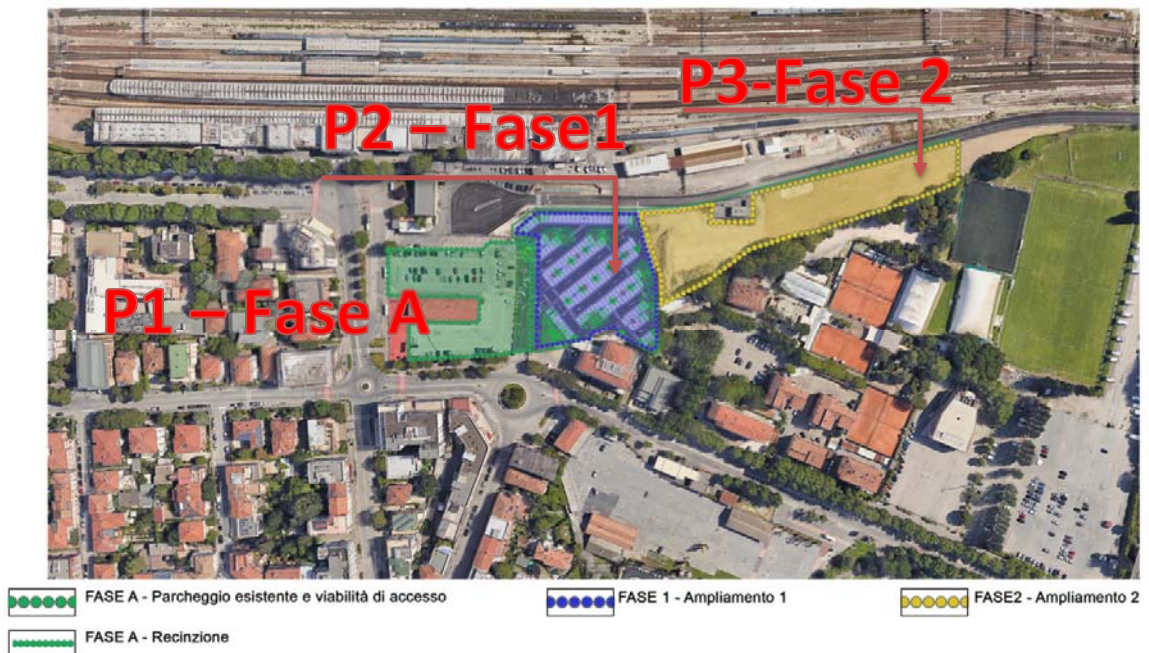 P3-Fase 2
P2 – Fase1
P1 – Fase A
FASE A - Parcheggio esistente e viabilità di accesso
FASE 1 - Ampliamento 1
FASE2 - Ampliamento 2
FASE A - Recinzione